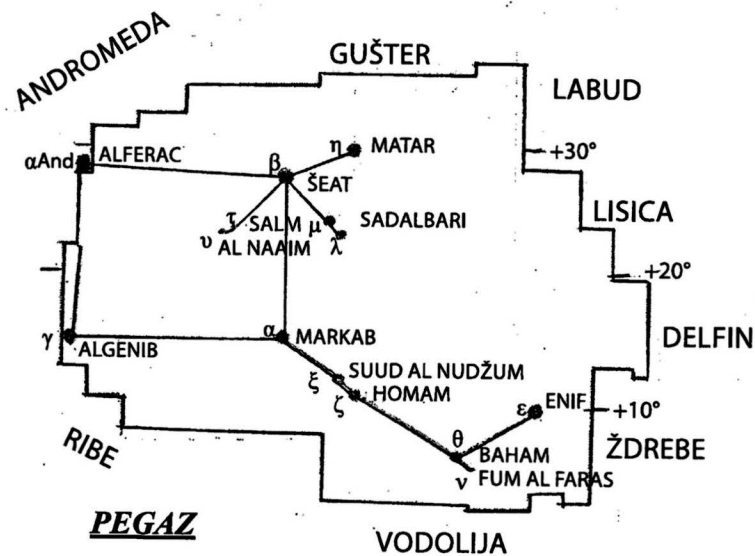 ANDROMEDA
GUŠTER
LABUD
αAnd
ALFERAC
β
η
MATAR
ŠEAT
+30°
LISICA
τ
SALM
μ
SADALBARI
υ
AL NAAIM
λ
+20°
γ
ALGENIB
α
MARKAB
DELFIN
ξ
SUUD AL NUDŽUM
ζ
HOMAM
ε
ENIF
+10°
ŽDREBE
RIBE
θ
BAHAM
ν
FUM AL FARAS
PEGAZ
VODOLIJA